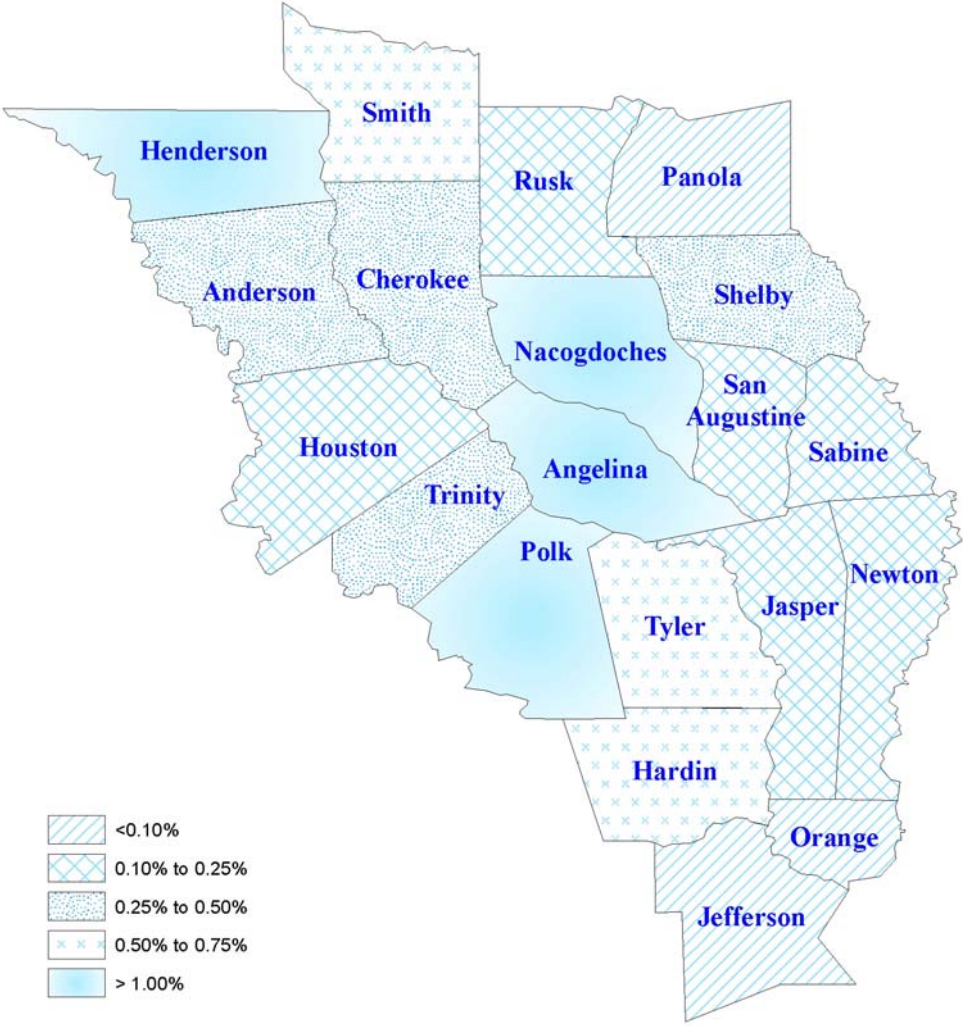 Smith
Henderson
Rusk
Panola
Cherokee
Anderson
Shelby
Nacogdoches
San
Augustine
Houston
Sabine
Angelina
Trinity
Polk
Newton
Jasper
Tyler
Hardin
Orange
Jefferson
<0.10%
0.10% to 0.25%
0.25% to 0.50%
0.50% to 0.75%
> 1.00%